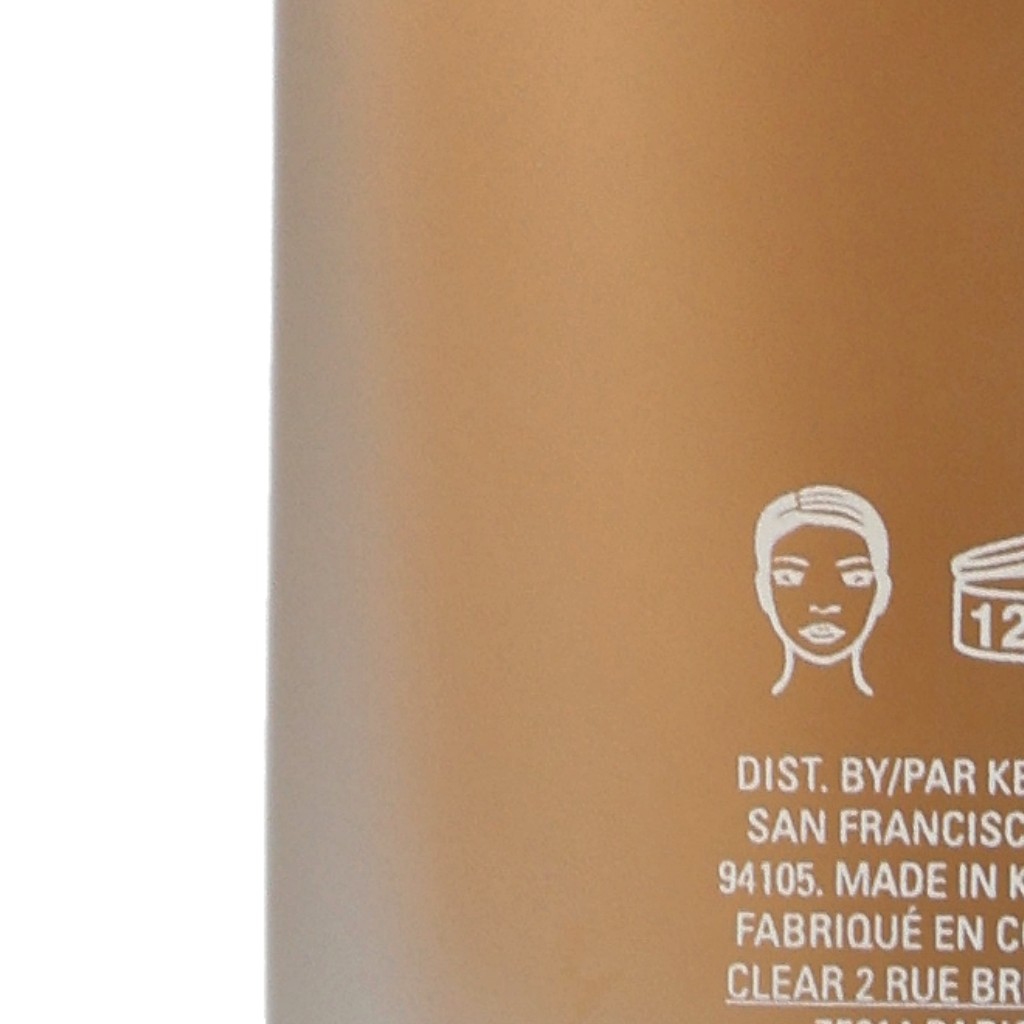 12
DIST. BY/PAR KE
SAN FRANCISC
94105. MADE IN K
FABRIQUÉ EN C
CLEAR 2 RUE BR